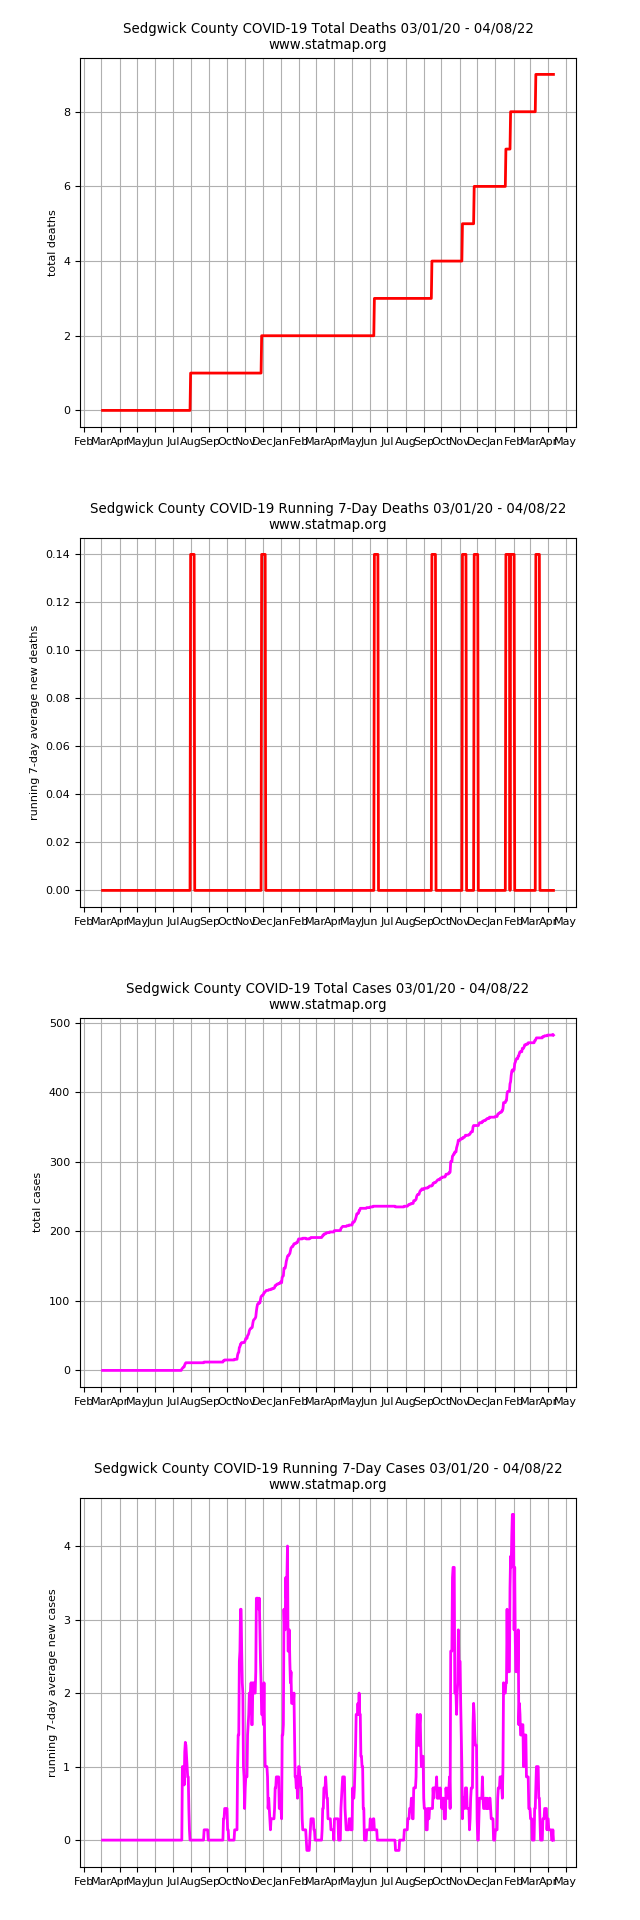 Sedgwick County COVID-19 Total Deaths 03/01/20 - 04/08/22
www.statmap.org
total deaths
8
6
4
2
0
Feb Mar Apr May Jun Jul Aug Sep Oct Nov Dec Jan Feb Mar Apr May Jun Jul Aug Sep Oct Nov Dec Jan Feb Mar Apr May
Sedgwick County COVID-19 Running 7-Day Deaths 03/01/20 - 04/08/22
www.statmap.org
running 7-day average new deaths
0.14
0.12
0.10
0.08
0.06
0.04
0.02
0.00
Feb Mar Apr May Jun Jul Aug Sep Oct Nov Dec Jan Feb Mar Apr May Jun Jul Aug Sep Oct Nov Dec Jan Feb Mar Apr May
Sedgwick County COVID-19 Total Cases 03/01/20 - 04/08/22
www.statmap.org
total cases
500
400
300
200
100
0
Feb Mar Apr May Jun Jul Aug Sep Oct Nov Dec Jan Feb Mar Apr May Jun Jul Aug Sep Oct Nov Dec Jan Feb Mar Apr May
Sedgwick County COVID-19 Running 7-Day Cases 03/01/20 - 04/08/22
www.statmap.org
running 7-day average new cases
4
3
2
1
0
Feb Mar Apr May Jun Jul Aug Sep Oct Nov Dec Jan Feb Mar Apr May Jun Jul Aug Sep Oct Nov Dec Jan Feb Mar Apr May